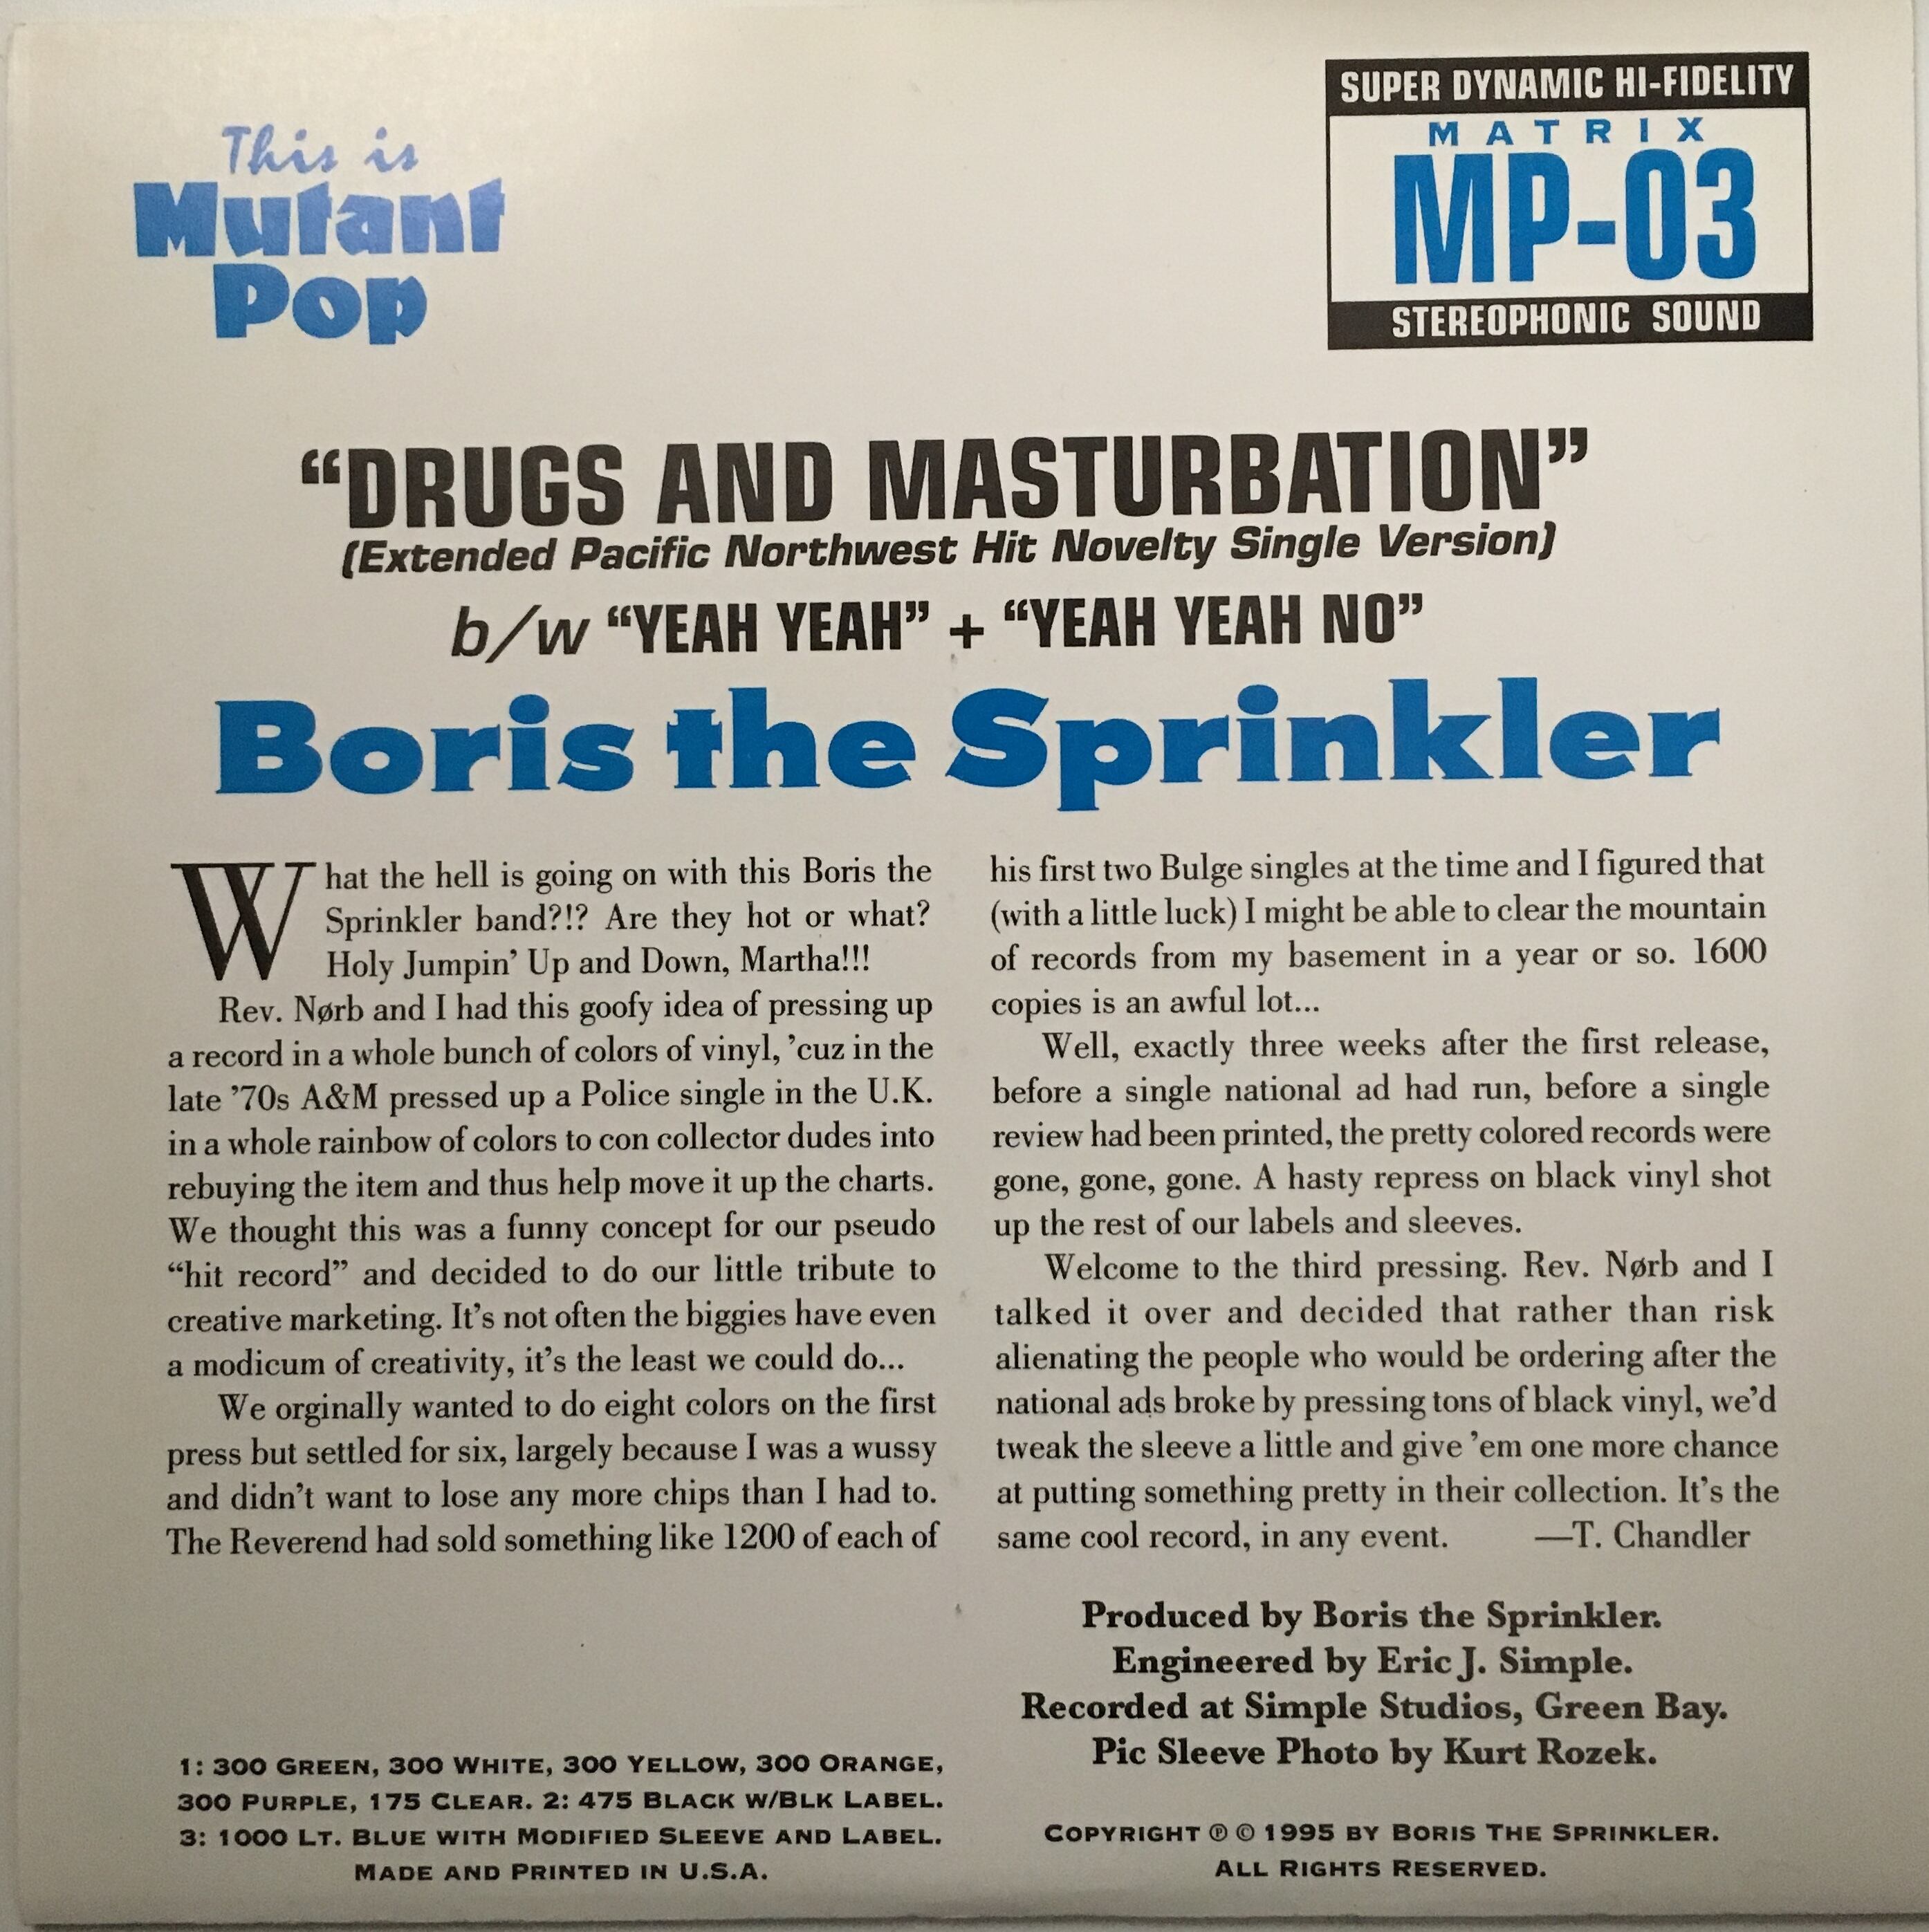 This is
Mutant
Pop
SUPER DYNAMIC HI-FIDELITY
MATRIX
MP-03
STEREOPHONIC SOUND
“DRUGS AND MASTURBATION”
(Extended Pacific Northwest Hit Novelty Single Version)
b/w “YEAH YEAH” + “YEAH YEAH NO”
Boris the Sprinkler
What the hell is going on with this Boris the
Sprinkler band?!? Are they hot or what?
Holy Jumpin’ Up and Down, Martha!!!
Rev. Nørb and I had this goofy idea of pressing up
a record in a whole bunch of colors of vinyl, ’cuz in the
late ’70s A&M pressed up a Police single in the U.K.
in a whole rainbow of colors to con collector dudes into
rebuying the item and thus help move it up the charts.
We thought this was a funny concept for our pseudo
“hit record” and decided to do our little tribute to
creative marketing. It’s not often the biggies have even
a modicum of creativity, it’s the least we could do...
We orginally wanted to do eight colors on the first
press but settled for six, largely because I was a wussy
and didn’t want to lose any more chips than I had to.
The Reverend had sold something like 1200 of each of
his first two Bulge singles at the time and I figured that
(with a little luck) I might be able to clear the mountain
of records from my basement in a year or so. 1600
copies is an awful lot...
Well, exactly three weeks after the first release,
before a single national ad had run, before a single
review had been printed, the pretty colored records were
gone, gone, gone. A hasty repress on black vinyl shot
up the rest of our labels and sleeves.
Welcome to the third pressing. Rev. Nørb and I
talked it over and decided that rather than risk
alienating the people who would be ordering after the
national ads broke by pressing tons of black vinyl, we’d
tweak the sleeve a little and give ’em one more chance
at putting something pretty in their collection. It’s the
same cool record, in any event. —T. Chandler
Produced by Boris the Sprinkler.
Engineered by Eric J. Simple.
Recorded at Simple Studios, Green Bay.
Pic Sleeve Photo by Kurt Rozek.
1: 300 GREEN, 300 WHITE, 300 YELLOW, 300 ORANGE,
300 PURPLE, 175 CLEAR. 2: 475 BLACK W/BLK LABEL.
3: 1000 LT. BLUE WITH MODIFIED SLEEVE AND LABEL.
MADE AND PRINTED IN U.S.A.
COPYRIGHT ℗ © 1995 BY BORIS THE SPRINKLER.
ALL RIGHTS RESERVED.